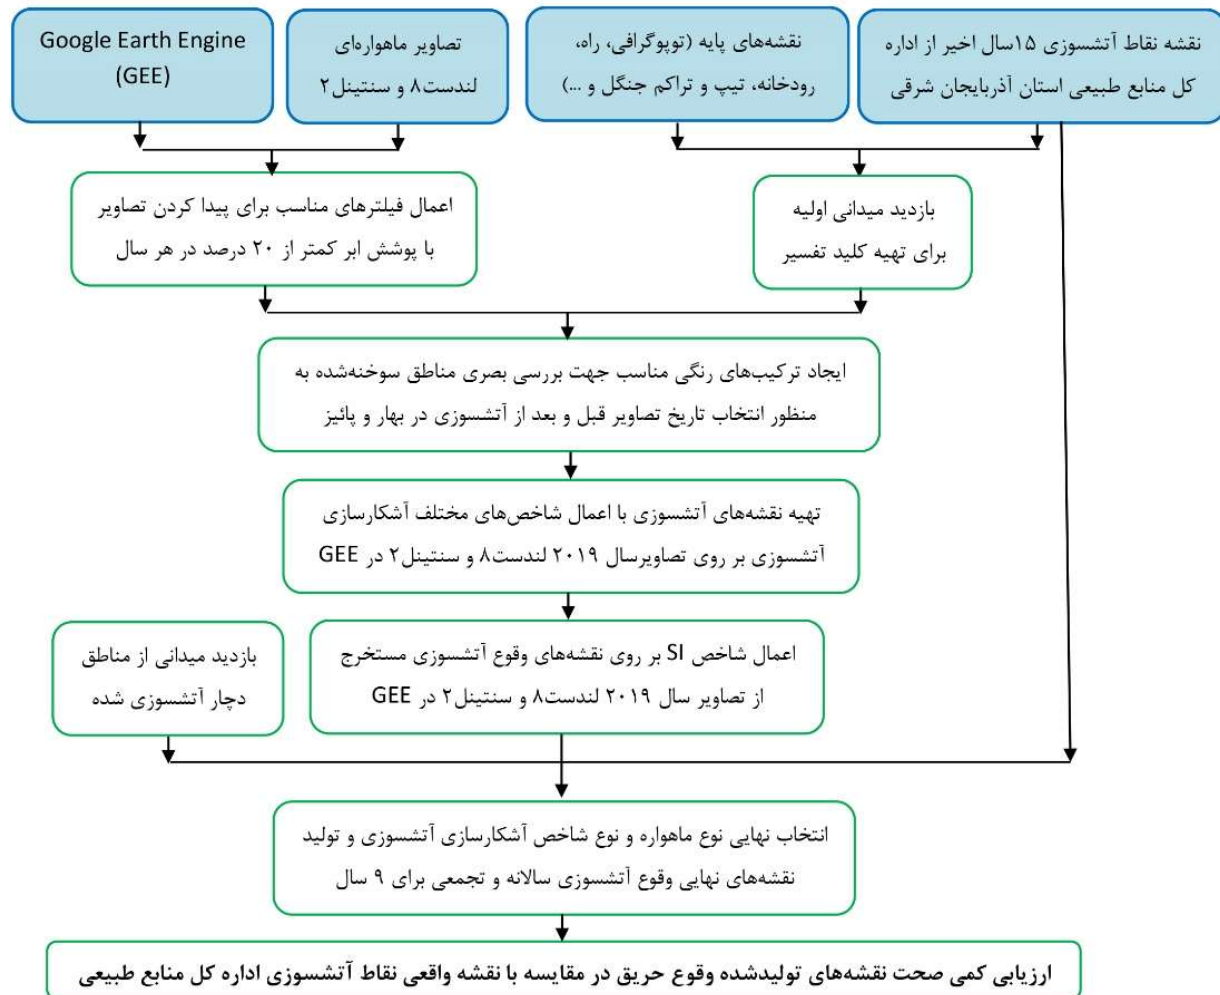 نقشه نقاط آتشسوزی ۱۵سال اخیر از اداره
کل منابع طبیعی استان آذربایجان شرقی
نقشه‌های پایه (توپوگرافی، راه،
رودخانه، تیپ و تراکم جنگل و ...)
تصاویر ماهواره‌ای
لندست۸ و سنتینل۲
Google Earth Engine
(GEE)
بازدید میدانی اولیه
برای تهیه کلید تفسیر
اعمال فیلترهای مناسب برای پیدا کردن تصاویر
با پوشش ابر کمتر از ۲۰ درصد در هر سال
ایجاد ترکیب‌های رنگی مناسب جهت بررسی بصری مناطق سوخته‌شده به
منظور انتخاب تاریخ تصاویر قبل و بعد از آتشسوزی در بهار و پائیز
تهیه نقشه‌های آتشسوزی با اعمال شاخص‌های مختلف آشکارسازی
آتشسوزی بر روی تصاویرسال ۲۰۱۹ لندست۸ و سنتینل۲ در GEE
اعمال شاخص SI بر روی نقشه‌های وقوع آتشسوزی مستخرج
از تصاویر سال ۲۰۱۹ لندست۸ و سنتینل۲ در GEE
بازدید میدانی از مناطق
دچار آتشسوزی شده
انتخاب نهایی نوع ماهواره و نوع شاخص آشکارسازی آتشسوزی و تولید
نقشه‌های نهایی وقوع آتشسوزی سالانه و تجمعی برای ۹ سال
ارزیابی کمی صحت نقشه‌های تولیدشده وقوع حریق در مقایسه با نقشه واقعی نقاط آتشسوزی اداره کل منابع طبیعی